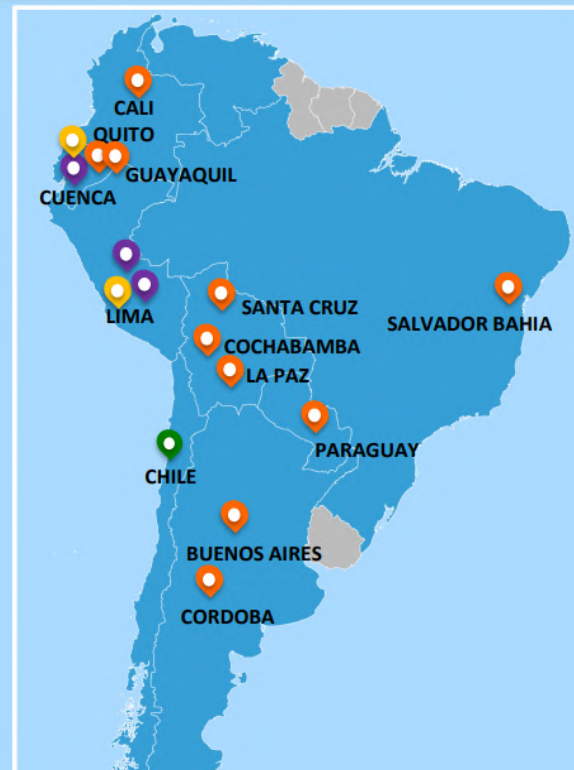 CALI
QUITO
GUAYAQUIL
CUENCA
LIMA
SANTA CRUZ
SALVADOR BAHIA
COCHABAMBA
LA PAZ
PARAGUAY
CHILE
BUENOS AIRES
CORDOBA